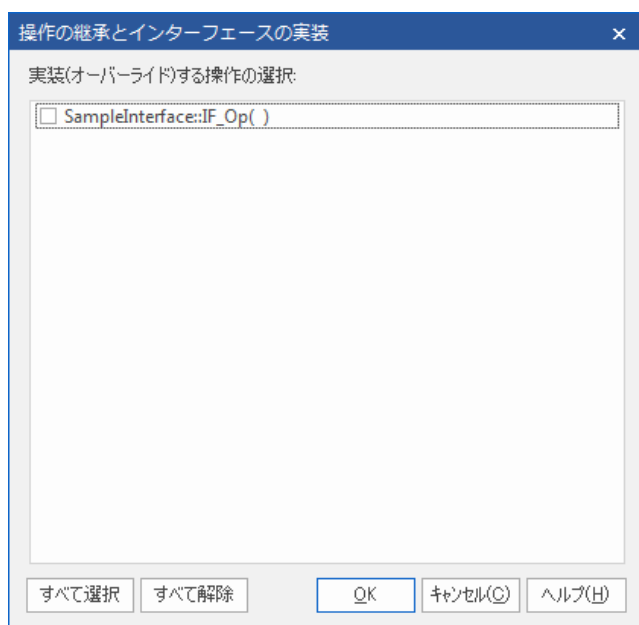 操作の継承とインターフェースの実装
実装(オーバーライド)する操作の選択:
SampleInterface::IF_Op( )
すべて選択 すべて解除 OK キャンセル(C) ヘルプ(H)